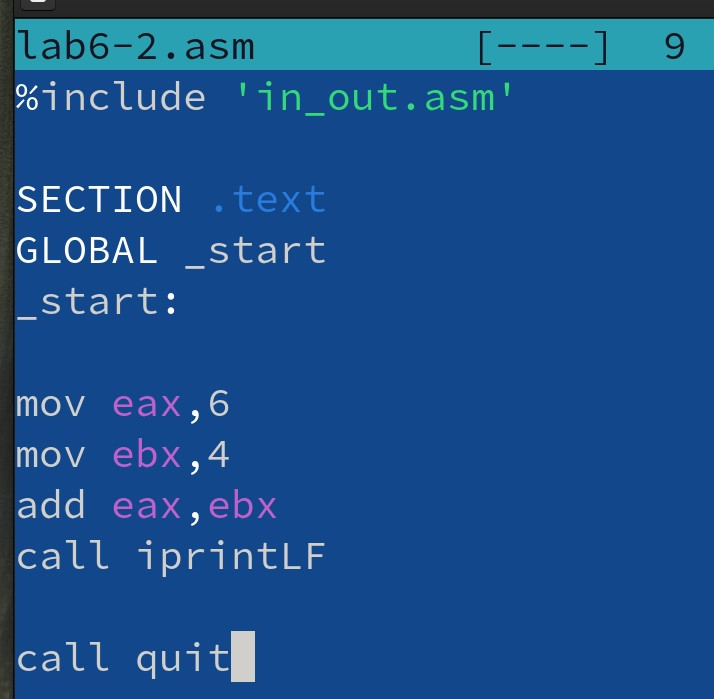 lab6-2.asm [----] 9
%include 'in_out.asm'
SECTION .text
GLOBAL _start
_start:
mov eax,6
mov ebx,4
add eax,ebx
call iprintLF
call quit